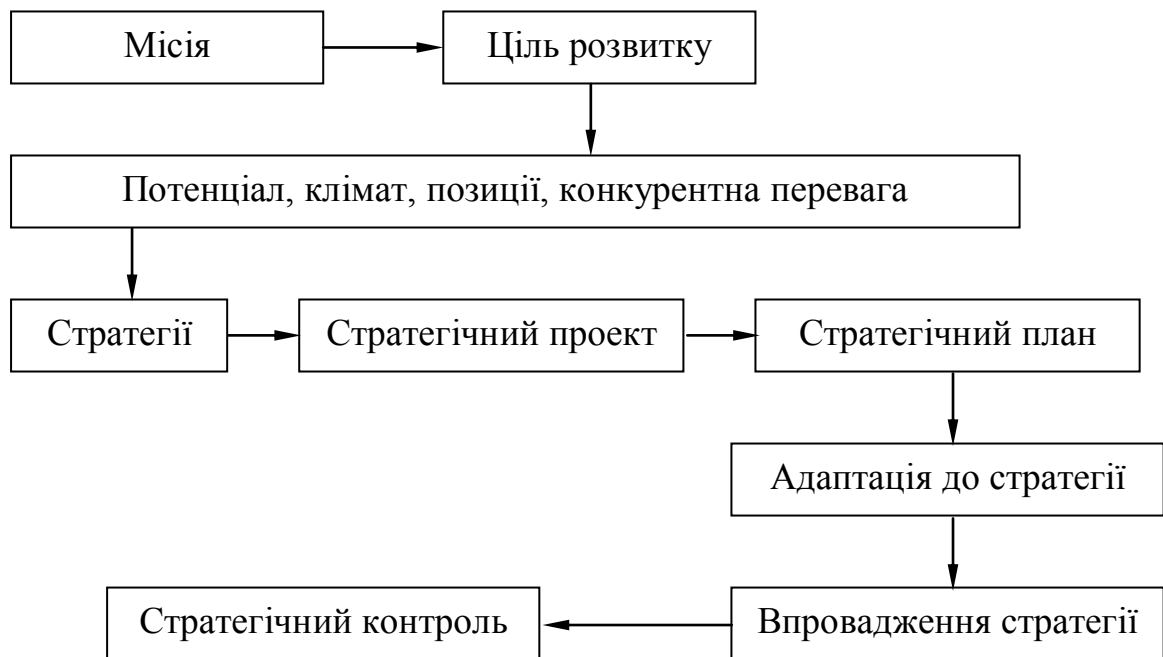 Місія
Ціль розвитку
Потенціал, клімат, позиції, конкурентна перевага
Стратегії
Стратегічний проект
Стратегічний план
Адаптація до стратегії
Впровадження стратегії
Стратегічний контроль